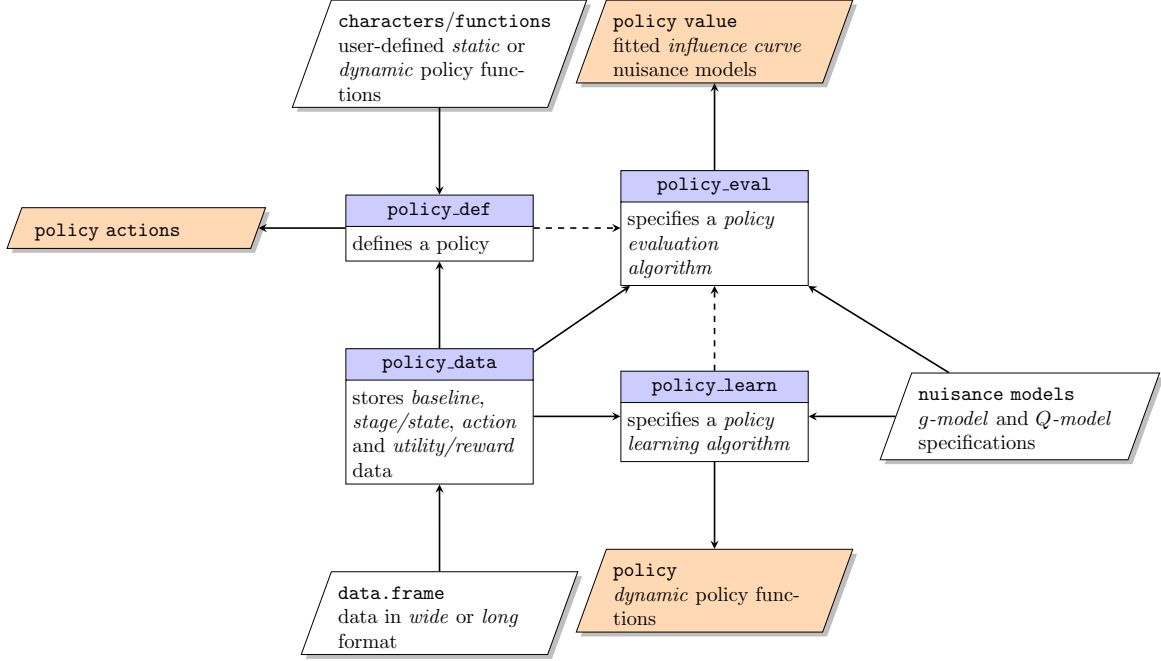 characters/functions
user-defined static or
dynamic policy func-
tions
policy value
fitted influence curve
nuisance models
policy_eval
specifies a policy
evaluation
algorithm
policy_def
defines a policy
policy actions
policy_data
stores baseline,
stage/state, action
and utility/reward
data
policy_learn
specifies a policy
learning algorithm
nuisance models
g-model and Q-model
specifications
data.frame
data in wide or long
format
policy
dynamic policy func-
tions